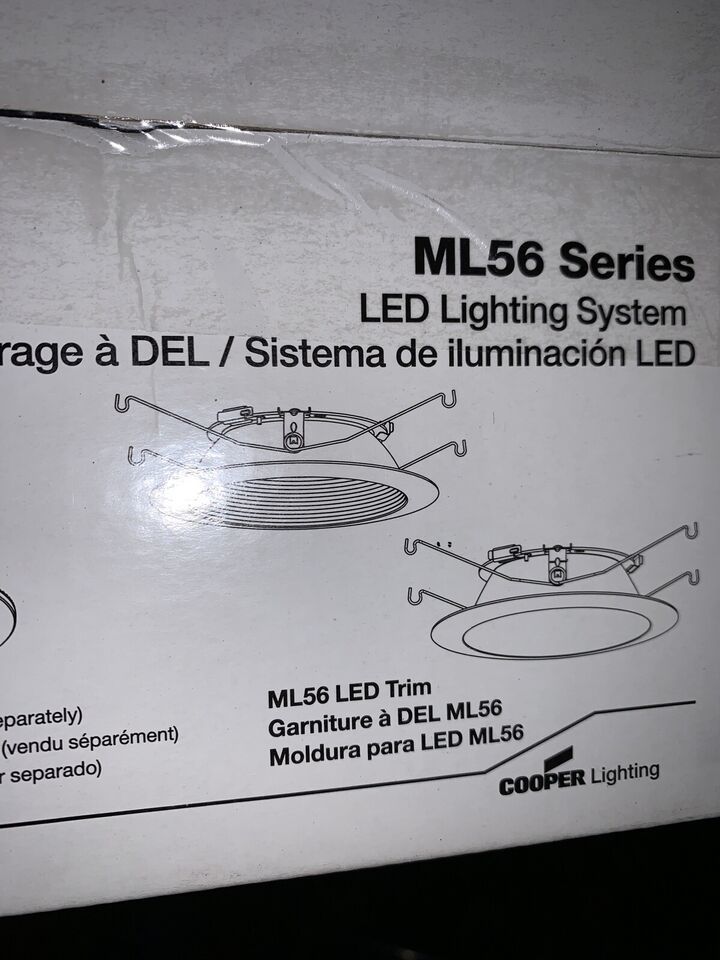 ML56 Series
LED Lighting System
rage à DEL / Sistema de iluminación LED
eparately)
(vendu séparément)
r separado)
ML56 LED Trim
Garniture à DEL ML56
Moldura para LED ML56
COOPER Lighting